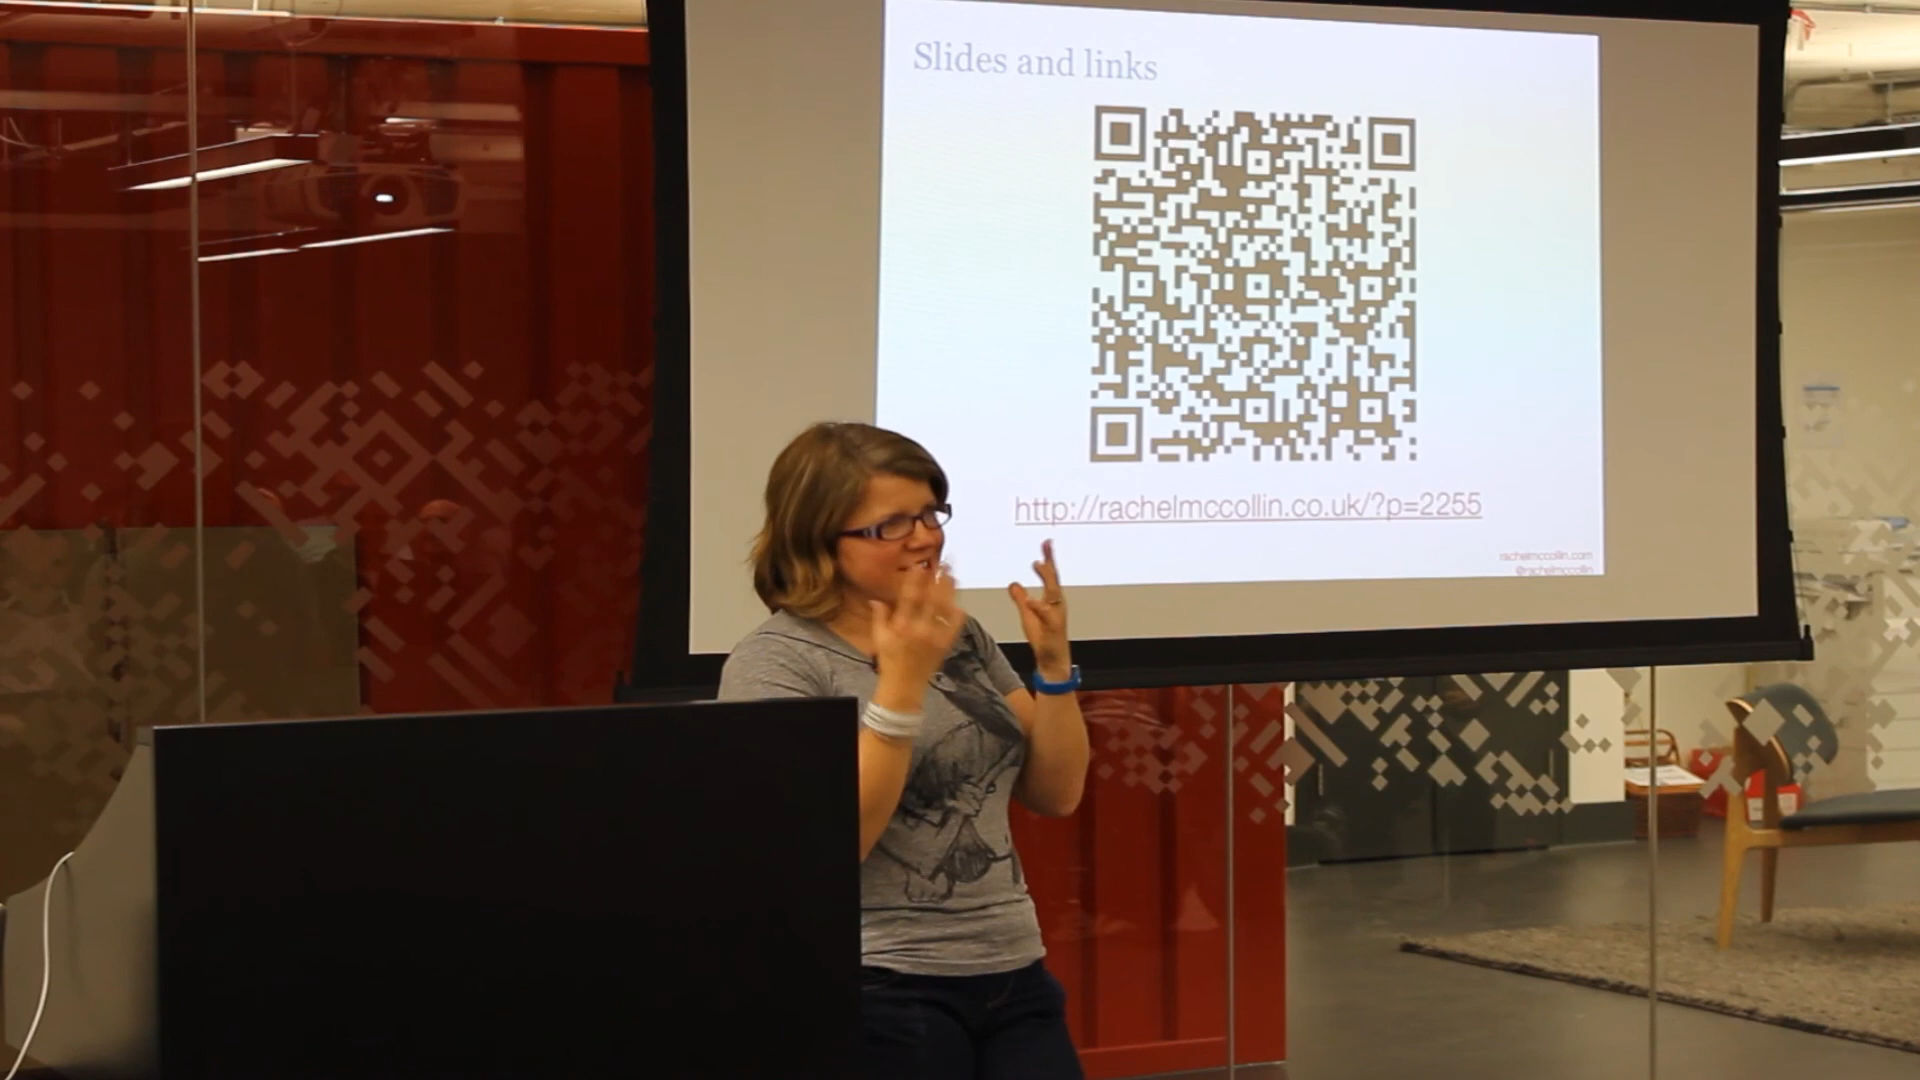 Slides and links
http://rachelmccollin.co.uk/?p=2255
rachelmccollin.com
@rachelmccollin